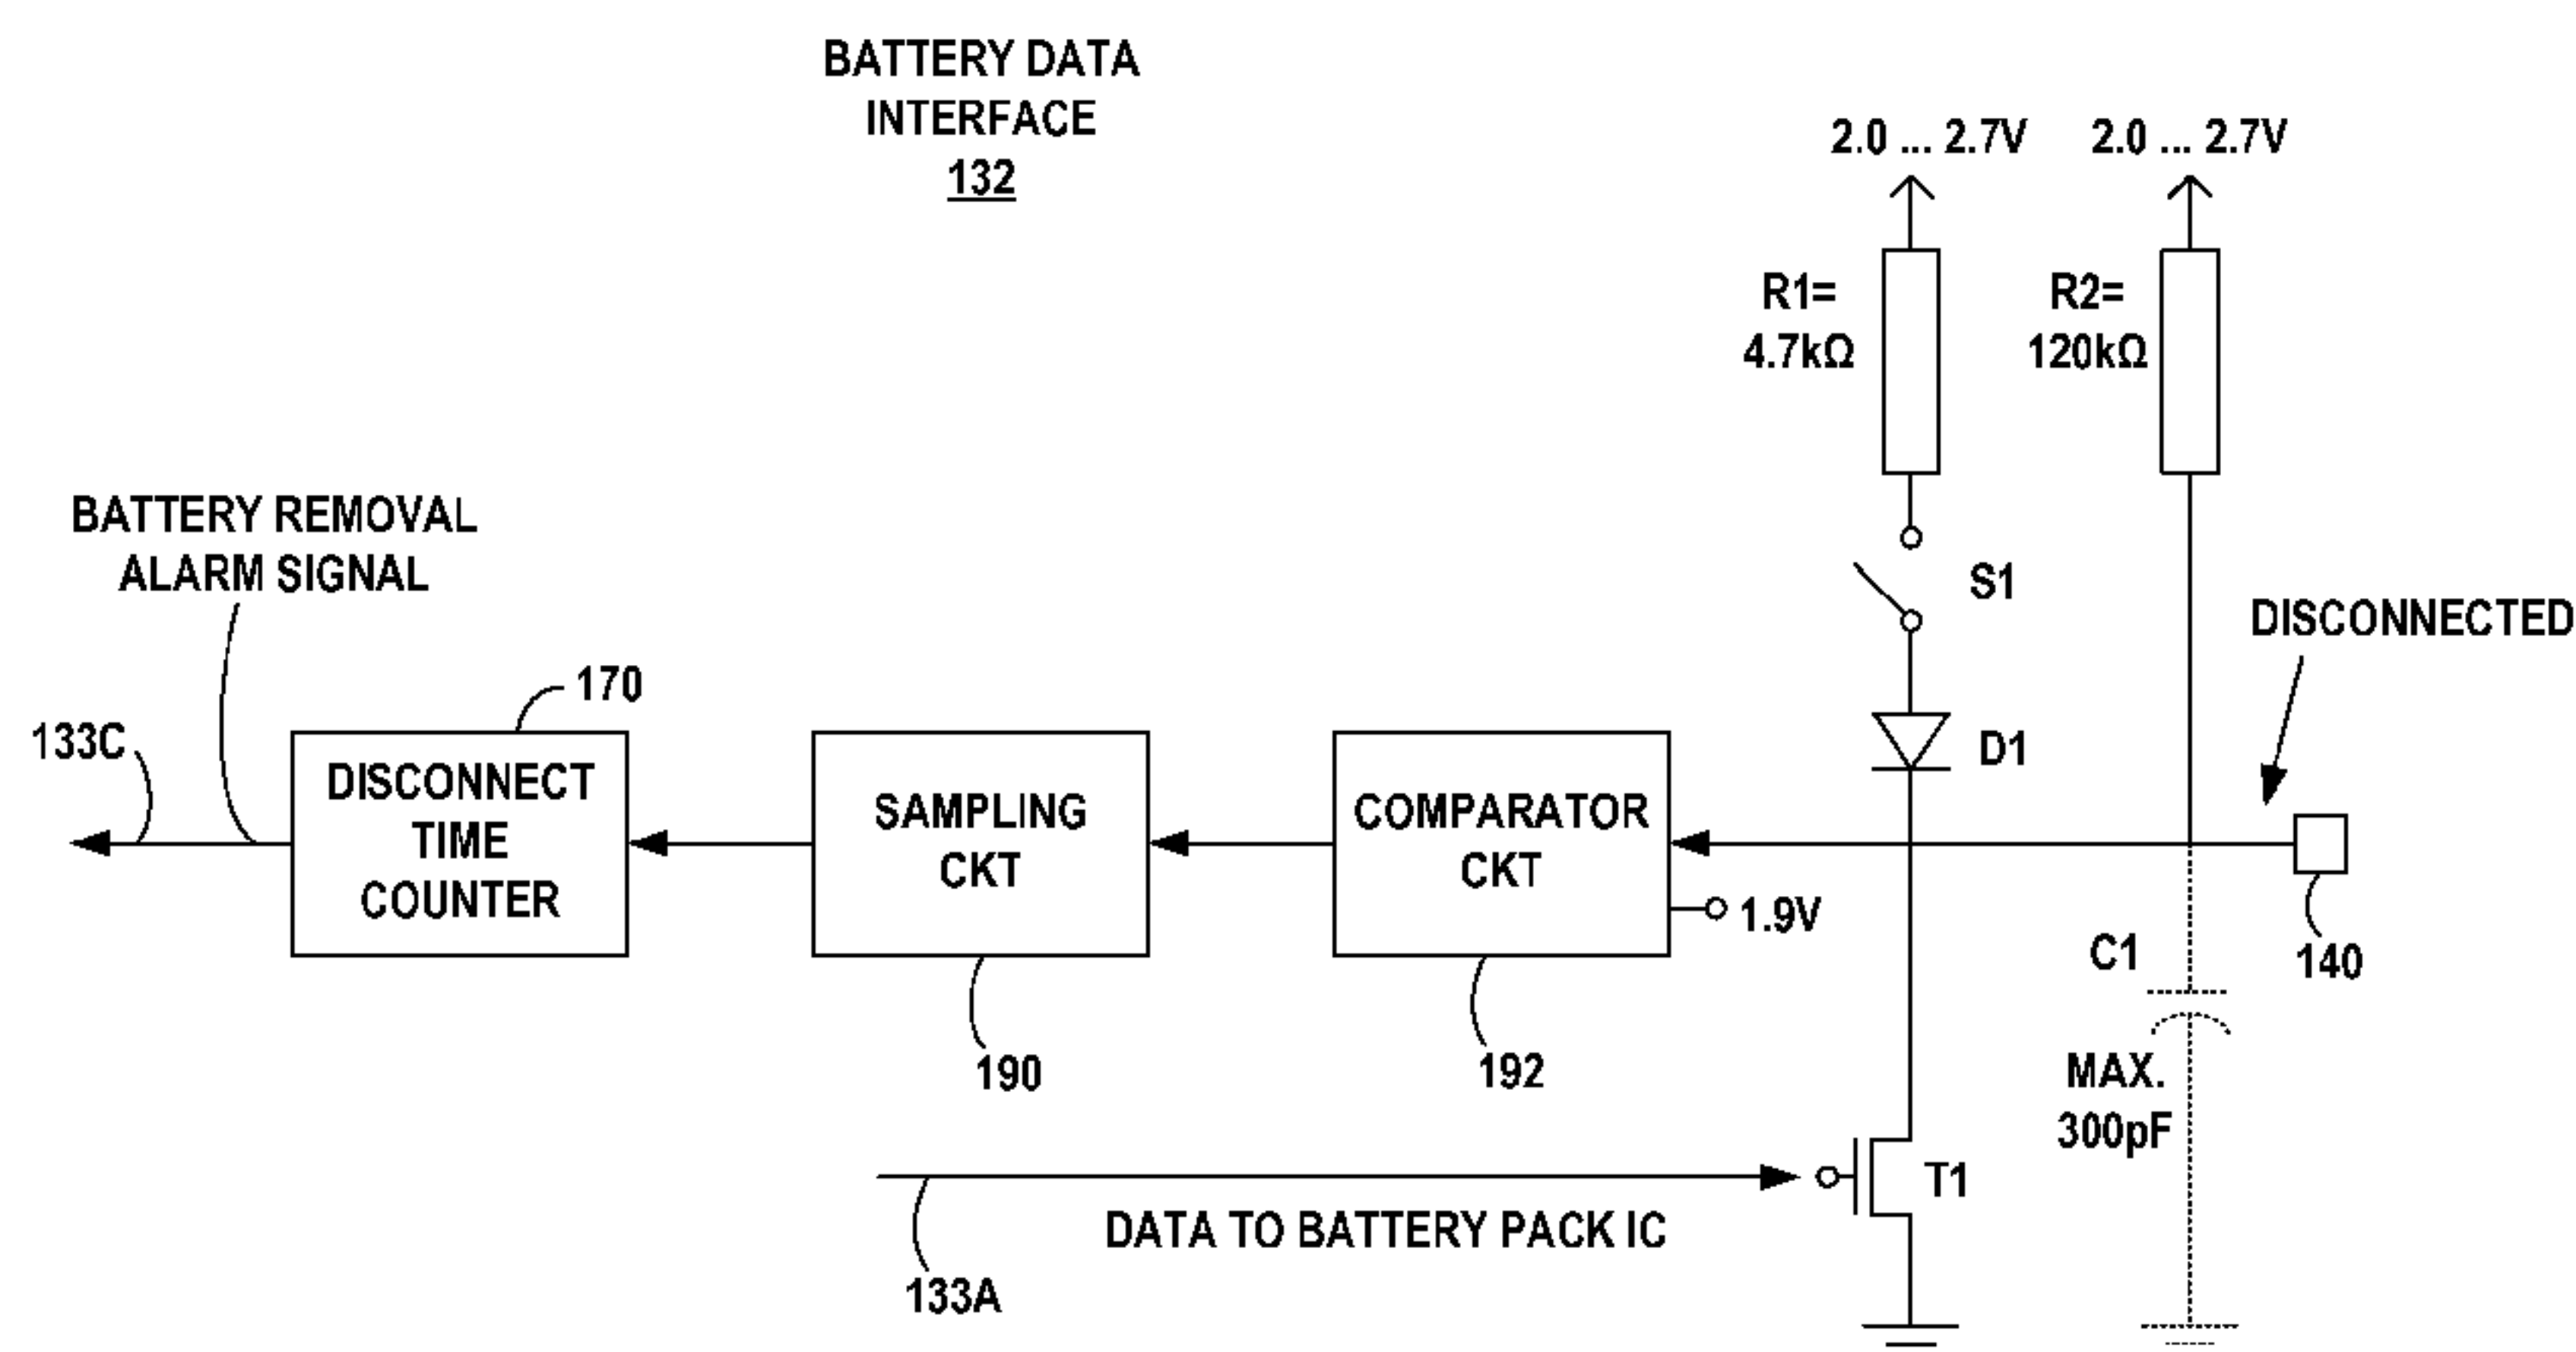 BATTERY DATA
INTERFACE
132
2.0 ... 2.7V
2.0 ... 2.7V
R1=
4.7kΩ
R2=
120kΩ
S1
DISCONNECTED
BATTERY REMOVAL
ALARM SIGNAL
133C
170
DISCONNECT
TIME
COUNTER
SAMPLING
CKT
190
COMPARATOR
CKT
192
1.9V
D1
140
C1
MAX.
300pF
T1
DATA TO BATTERY PACK IC
133A